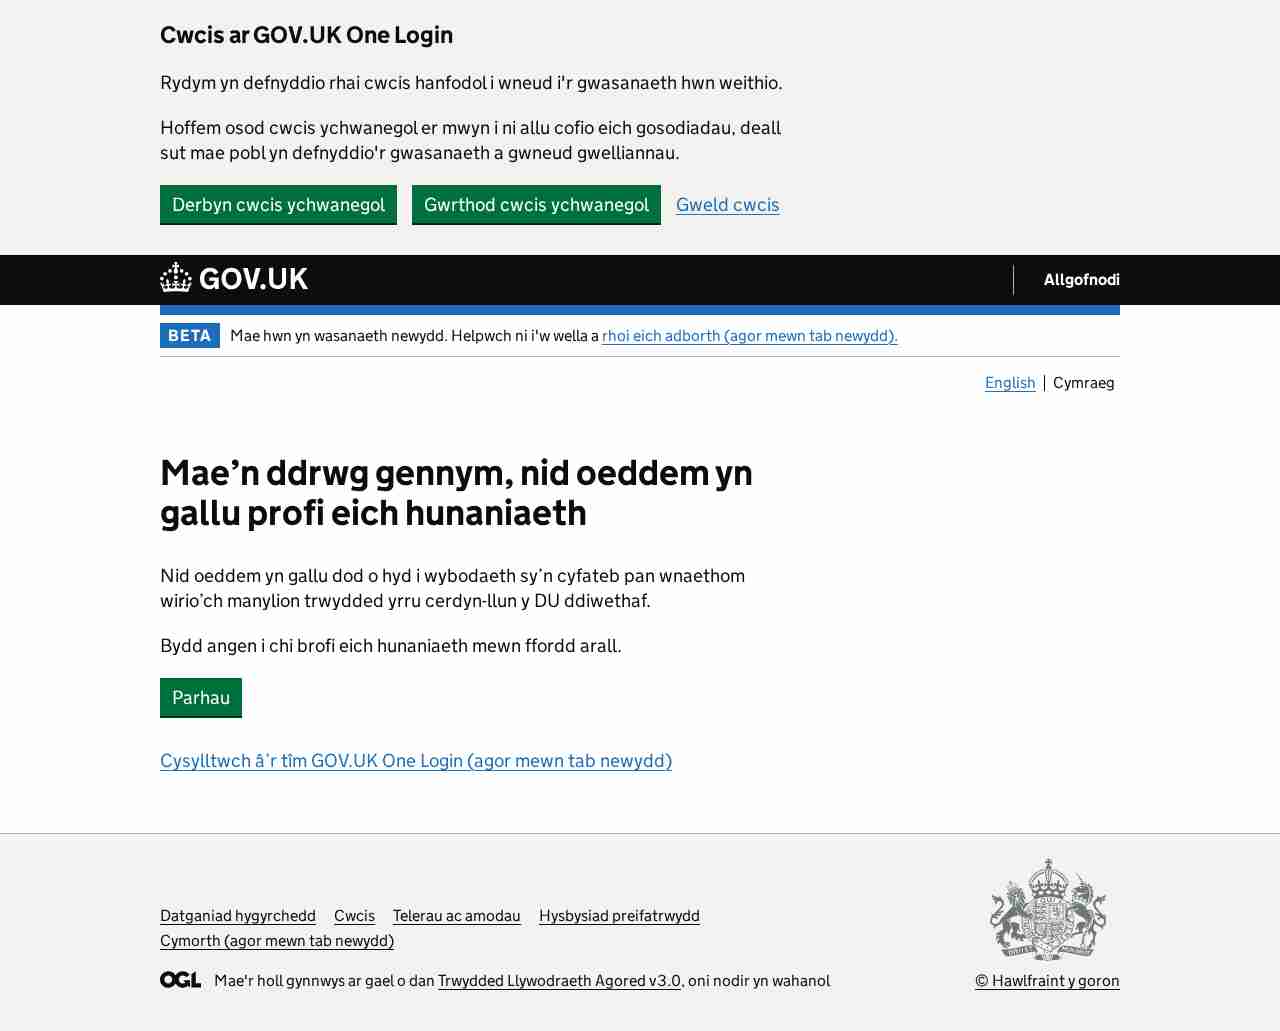 Cwcis ar GOV.UK One Login
Rydym yn defnyddio rhai cwcis hanfodol i wneud i'r gwasanaeth hwn weithio.
Hoffem osod cwcis ychwanegol er mwyn i ni allu cofio eich gosodiadau, deall
sut mae pobl yn defnyddio'r gwasanaeth a gwneud gwelliannau.
Derbyn cwcis ychwanegol Gwrthod cwcis ychwanegol Gweld cwcis
GOV.UK Allgofnodi
BETA Mae hwn yn wasanaeth newydd. Helpwch ni i'w wella a rhoi eich adborth (agor mewn tab newydd).
English Cymraeg
Mae’n ddrwg gennym, nid oeddem yn
gallu profi eich hunaniaeth
Nid oeddem yn gallu dod o hyd i wybodaeth sy’n cyfateb pan wnaethom
wirio’ch manylion trwydded yrru cerdyn-llun y DU ddiwethaf.
Bydd angen i chi brofi eich hunaniaeth mewn ffordd arall.
Parhau
Cysylltwch â’r tîm GOV.UK One Login (agor mewn tab newydd)
Datganiad hygyrchedd Cwcis Telerau ac amodau Hysbysiad preifatrwydd
Cymorth (agor mewn tab newydd)
OGL Mae'r holl gynnwys ar gael o dan Trwydded Llywodraeth Agored v3.0, oni nodir yn wahanol
© Hawlfraint y goron